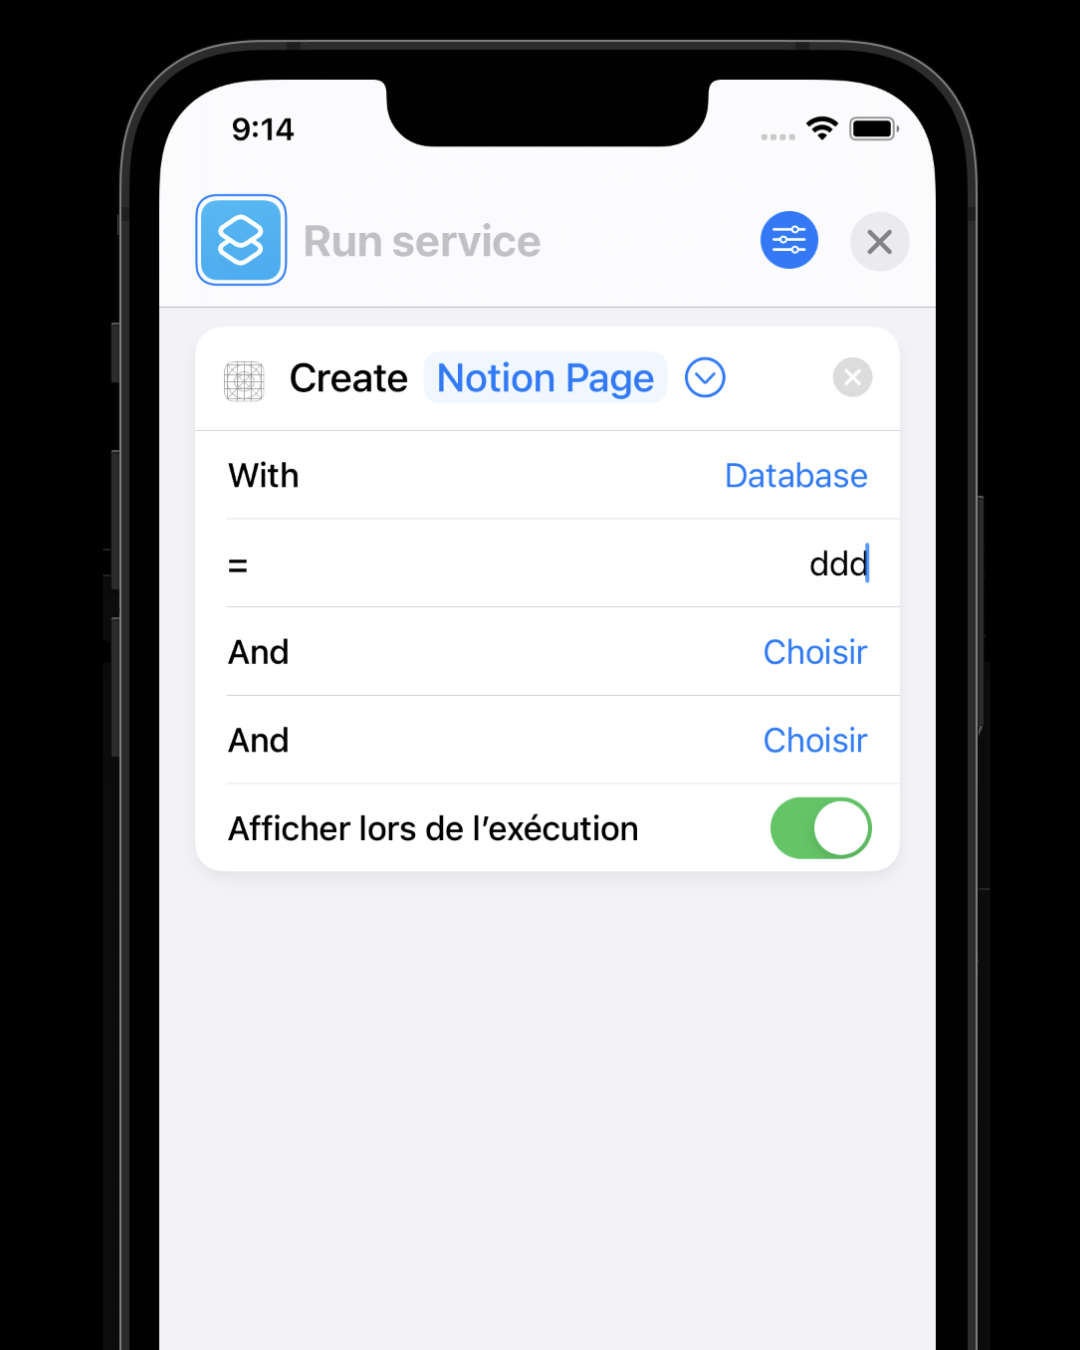 9:14
Run service
Create Notion Page
With Database
= ddd
And Choisir
And Choisir
Afficher lors de l’exécution